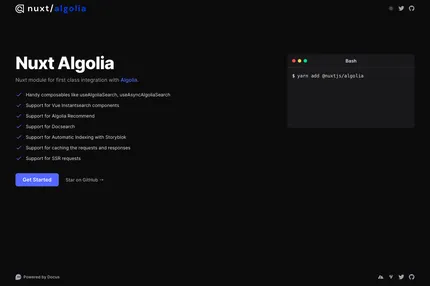 nuxt/algolia
Nuxt Algolia
Nuxt module for first class integration with Algolia.
Handy composables like useAlgoliaSearch, useAsyncAlgoliaSearch
Support for Vue Instantsearch components
Support for Algolia Recommend
Support for Docsearch
Support for Automatic Indexing with Storyblok
Support for caching the requests and responses
Support for SSR requests
Get Started
Star on GitHub →
Bash
$ yarn add @nuxtjs/algolia
Powered by Docus